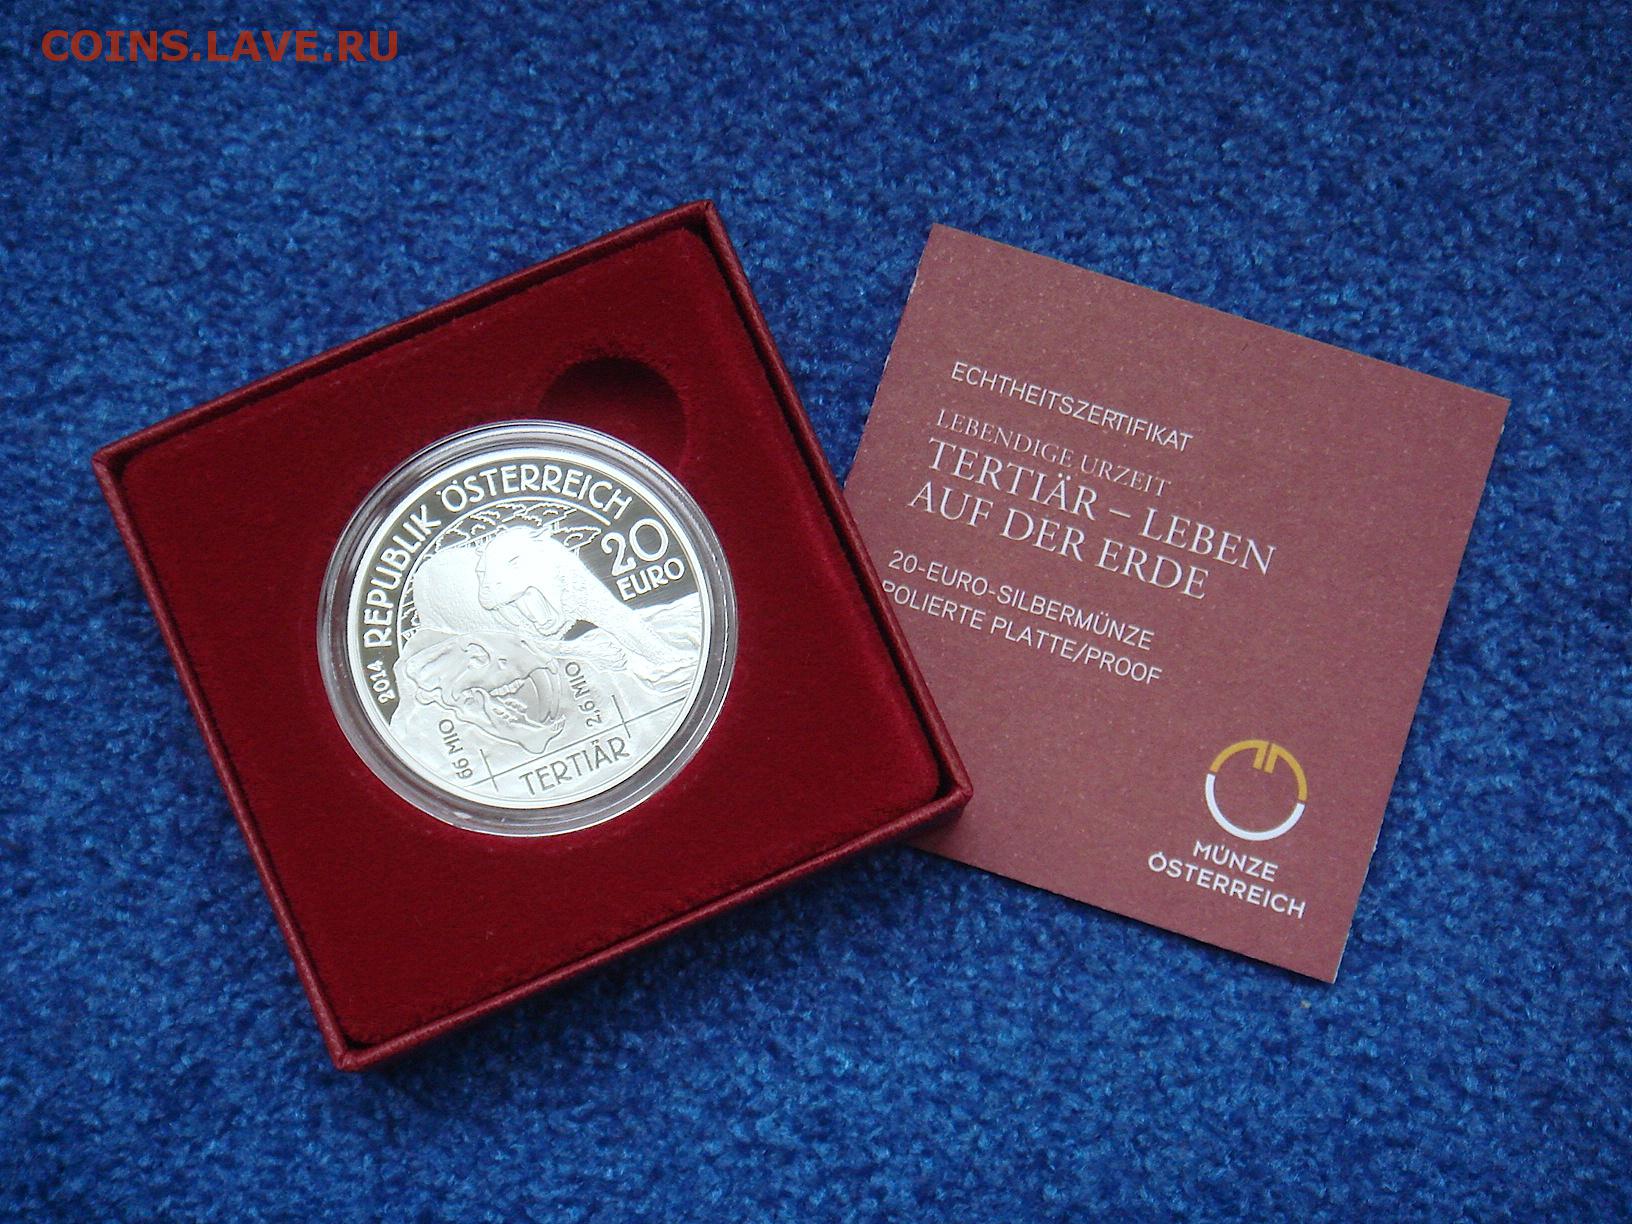 COINS.LAVE.RU
2014 REPUBLIK ÖSTERREICH
20
EURO
66 MIO
2,6 MIO
TERTIÄR
ECHTHEITSZERTIFIKAT
LEBENDIGE URZEIT
TERTIÄR – LEBEN
AUF DER ERDE
20-EURO-SILBERMÜNZE
POLIERTE PLATTE/PROOF
MÜNZE
ÖSTERREICH